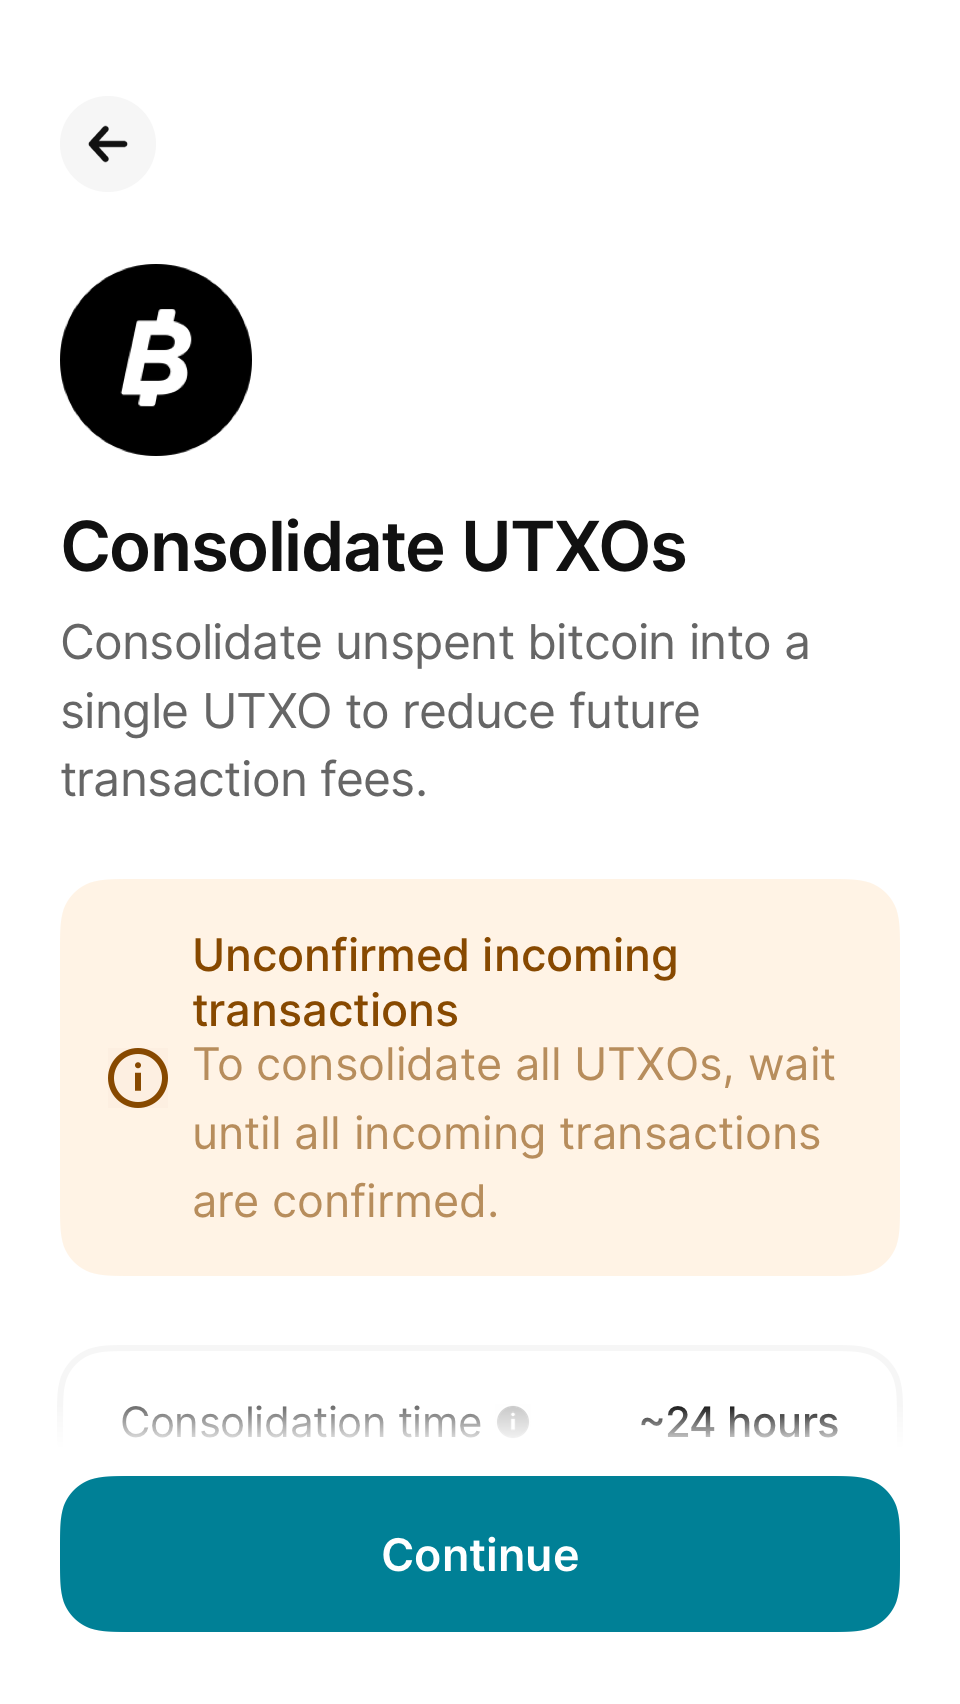 Consolidate UTXOs
Consolidate unspent bitcoin into a
single UTXO to reduce future
transaction fees.
Unconfirmed incoming
transactions
To consolidate all UTXOs, wait
until all incoming transactions
are confirmed.
Consolidation time ~24 hours
Continue